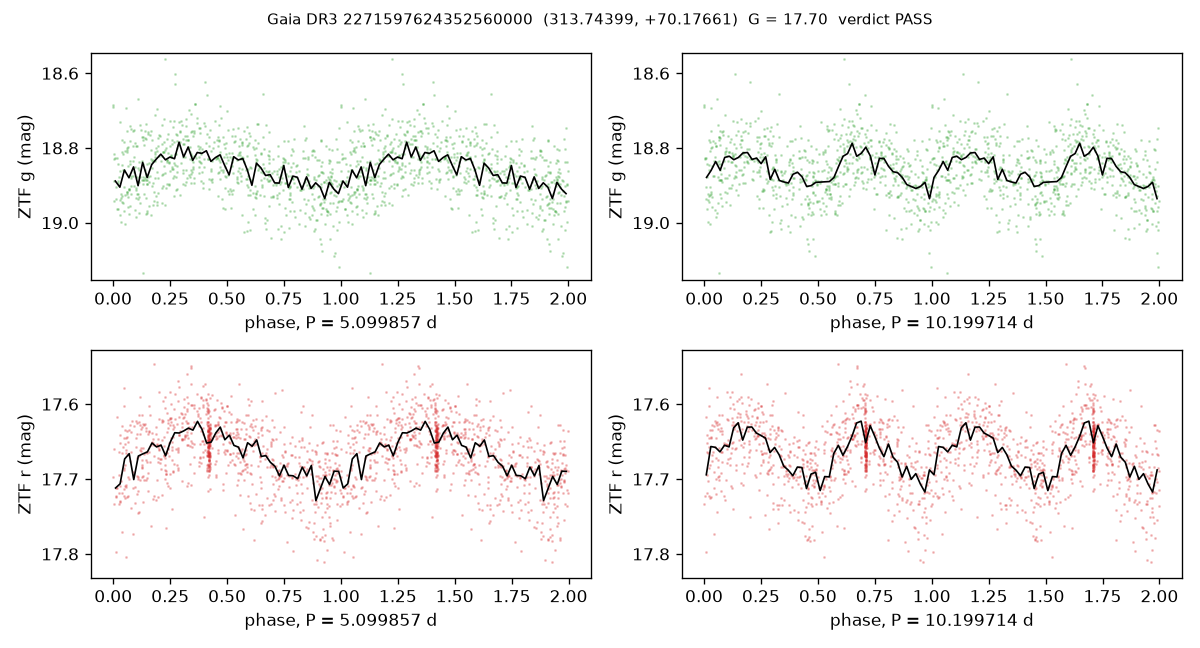 Gaia DR3 2271597624352560000 (313.74399, +70.17661) G = 17.70 verdict PASS
ZTF g (mag)
18.6
18.8
19.0
0.00 0.25 0.50 0.75 1.00 1.25 1.50 1.75 2.00
phase, P = 5.099857 d
ZTF g (mag)
18.6
18.8
19.0
0.00 0.25 0.50 0.75 1.00 1.25 1.50 1.75 2.00
phase, P = 10.199714 d
ZTF r (mag)
17.6
17.7
17.8
0.00 0.25 0.50 0.75 1.00 1.25 1.50 1.75 2.00
phase, P = 5.099857 d
ZTF r (mag)
17.6
17.7
17.8
0.00 0.25 0.50 0.75 1.00 1.25 1.50 1.75 2.00
phase, P = 10.199714 d